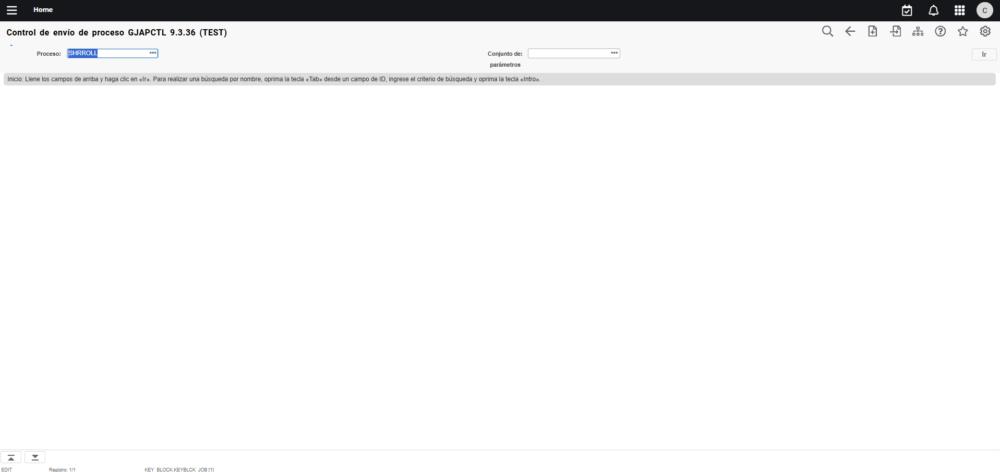 Home
C
Control de envío de proceso GJAPCTL 9.3.36 (TEST)
Proceso: SHRROLL ••• Conjunto de: •••
parámetros
Ir
Inicio: Llene los campos de arriba y haga clic en «Ir». Para realizar una búsqueda por nombre, oprima la tecla «Tab» desde un campo de ID, ingrese el criterio de búsqueda y oprima la tecla «Intro».
EDIT Registro: 1/1 KEY_BLOCK.KEYBLCK_JOB [1]